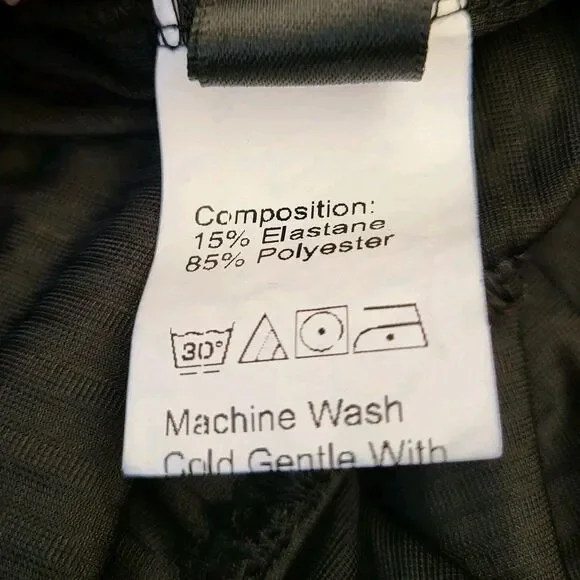 Composition:
15% Elastane
85% Polyester
30°
Machine Wash
Cold Gentle With